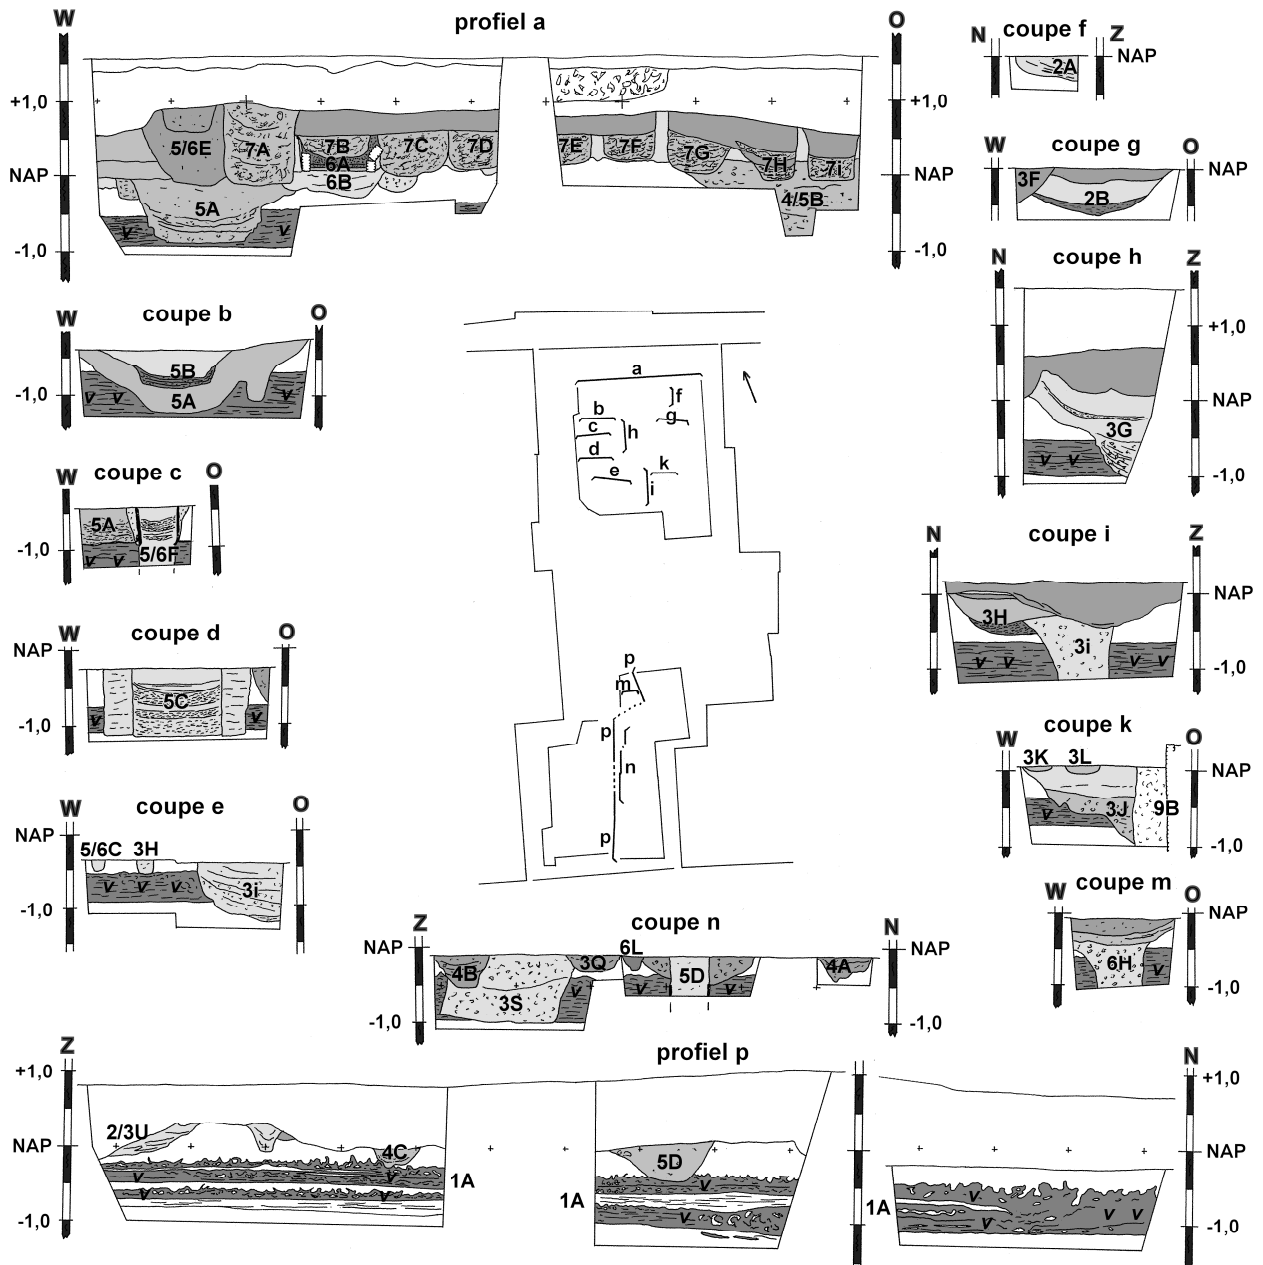 W
profiel a
O
+1,0
NAP
-1,0
5/6E
7A
7B
6A
6B
7C
7D
5A
V
V
7E
7F
7G
7H
7i
4/5B
+1,0
NAP
-1,0
N
coupe f
Z
2A
NAP
W
coupe g
O
3F
2B
NAP
N
coupe h
Z
3G
V V
+1,0
NAP
-1,0
W
coupe b
O
5B
5A
V V
V
-1,0
W
coupe c
O
5A
5/6F
V V
-1,0
W
coupe d
O
NAP
5C
V
V
-1,0
W
coupe e
O
NAP
5/6C
3H
V V V
3i
-1,0
a
f
b
g
c
h
d
e
k
i
p
m
p
n
p
N
coupe i
Z
3H
3i
V V
V V
NAP
-1,0
W
coupe k
O
3K
3L
NAP
V
3J
9B
-1,0
W
coupe m
O
NAP
6H
V
-1,0
Z
coupe n
N
NAP
6L
NAP
4B
3Q
5D
4A
3S
V
V
V
-1,0
-1,0
Z
profiel p
N
+1,0
+1,0
2/3U
NAP
4C
5D
NAP
V
V
V
V
1A
1A
V
V
1A
V
V
V V
-1,0
-1,0